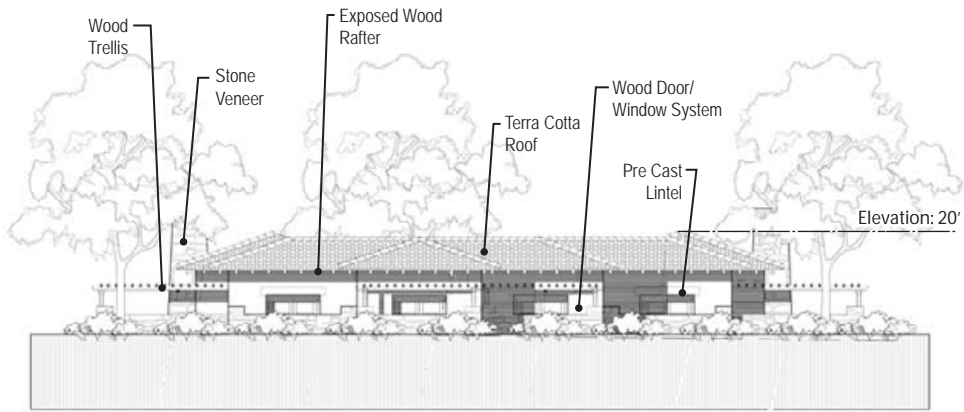 Wood
Trellis
Stone
Veneer
Exposed Wood
Rafter
Terra Cotta
Roof
Wood Door/
Window System
Pre Cast
Lintel
Elevation: 20'